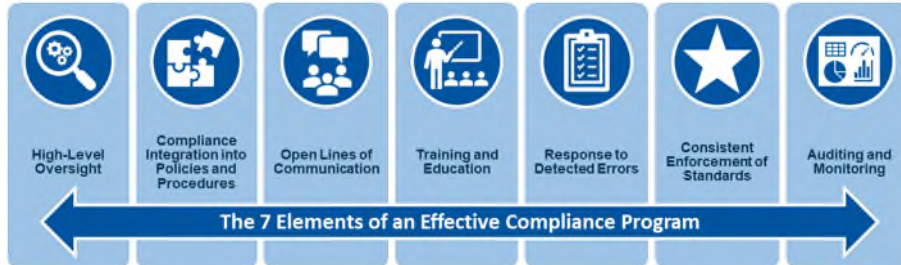 High-Level
Oversight
Compliance
Integration into
Policies and
Procedures
Open Lines of
Communication
Training and
Education
Response to
Detected Errors
Consistent
Enforcement of
Standards
Auditing and
Monitoring
The 7 Elements of an Effective Compliance Program